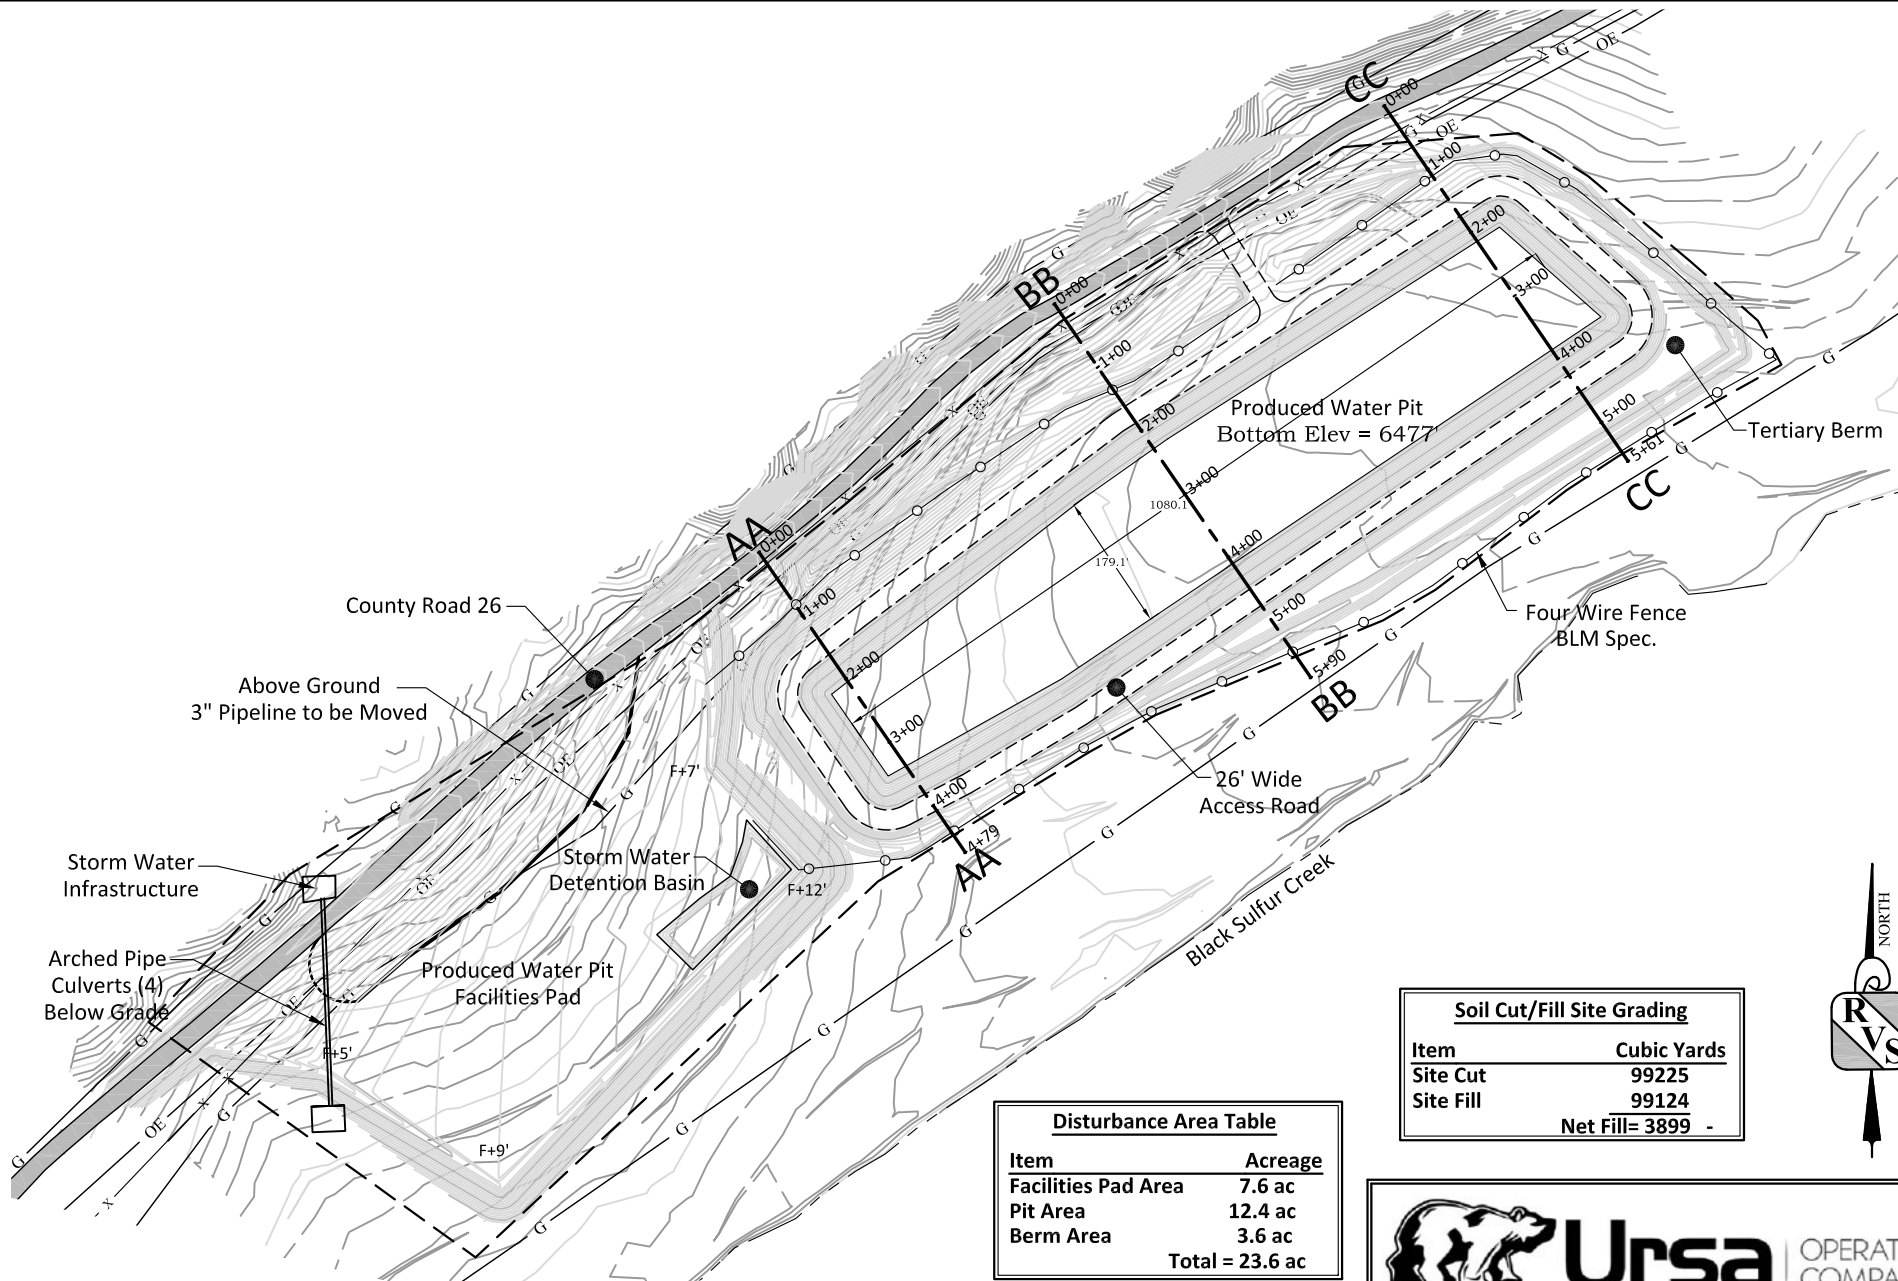 CC
0+00
1+00
2+00
3+00
4+00
5+00
5+61
CC
BB
0+00
1+00
2+00
3+00
4+00
5+00
5+90
BB
AA
0+00
1+00
2+00
3+00
4+00
4+79
AA
Produced Water Pit
Bottom Elev = 6477'
1080.1'
179.1'
Tertiary Berm
Four Wire Fence
BLM Spec.
26' Wide
Access Road
Black Sulfur Creek
County Road 26
Above Ground
3" Pipeline to be Moved
F+7'
Storm Water
Detention Basin
F+12'
Storm Water
Infrastructure
Arched Pipe
Culverts (4)
Below Grade
Produced Water Pit
Facilities Pad
F+5'
F+9'
G
OE
X
NORTH
R
V
S
Soil Cut/Fill Site Grading
Item Cubic Yards
Site Cut 99225
Site Fill 99124
Net Fill= 3899 -
Disturbance Area Table
Item Acreage
Facilities Pad Area 7.6 ac
Pit Area 12.4 ac
Berm Area 3.6 ac
Total = 23.6 ac
Ursa
OPERAT
COMPA